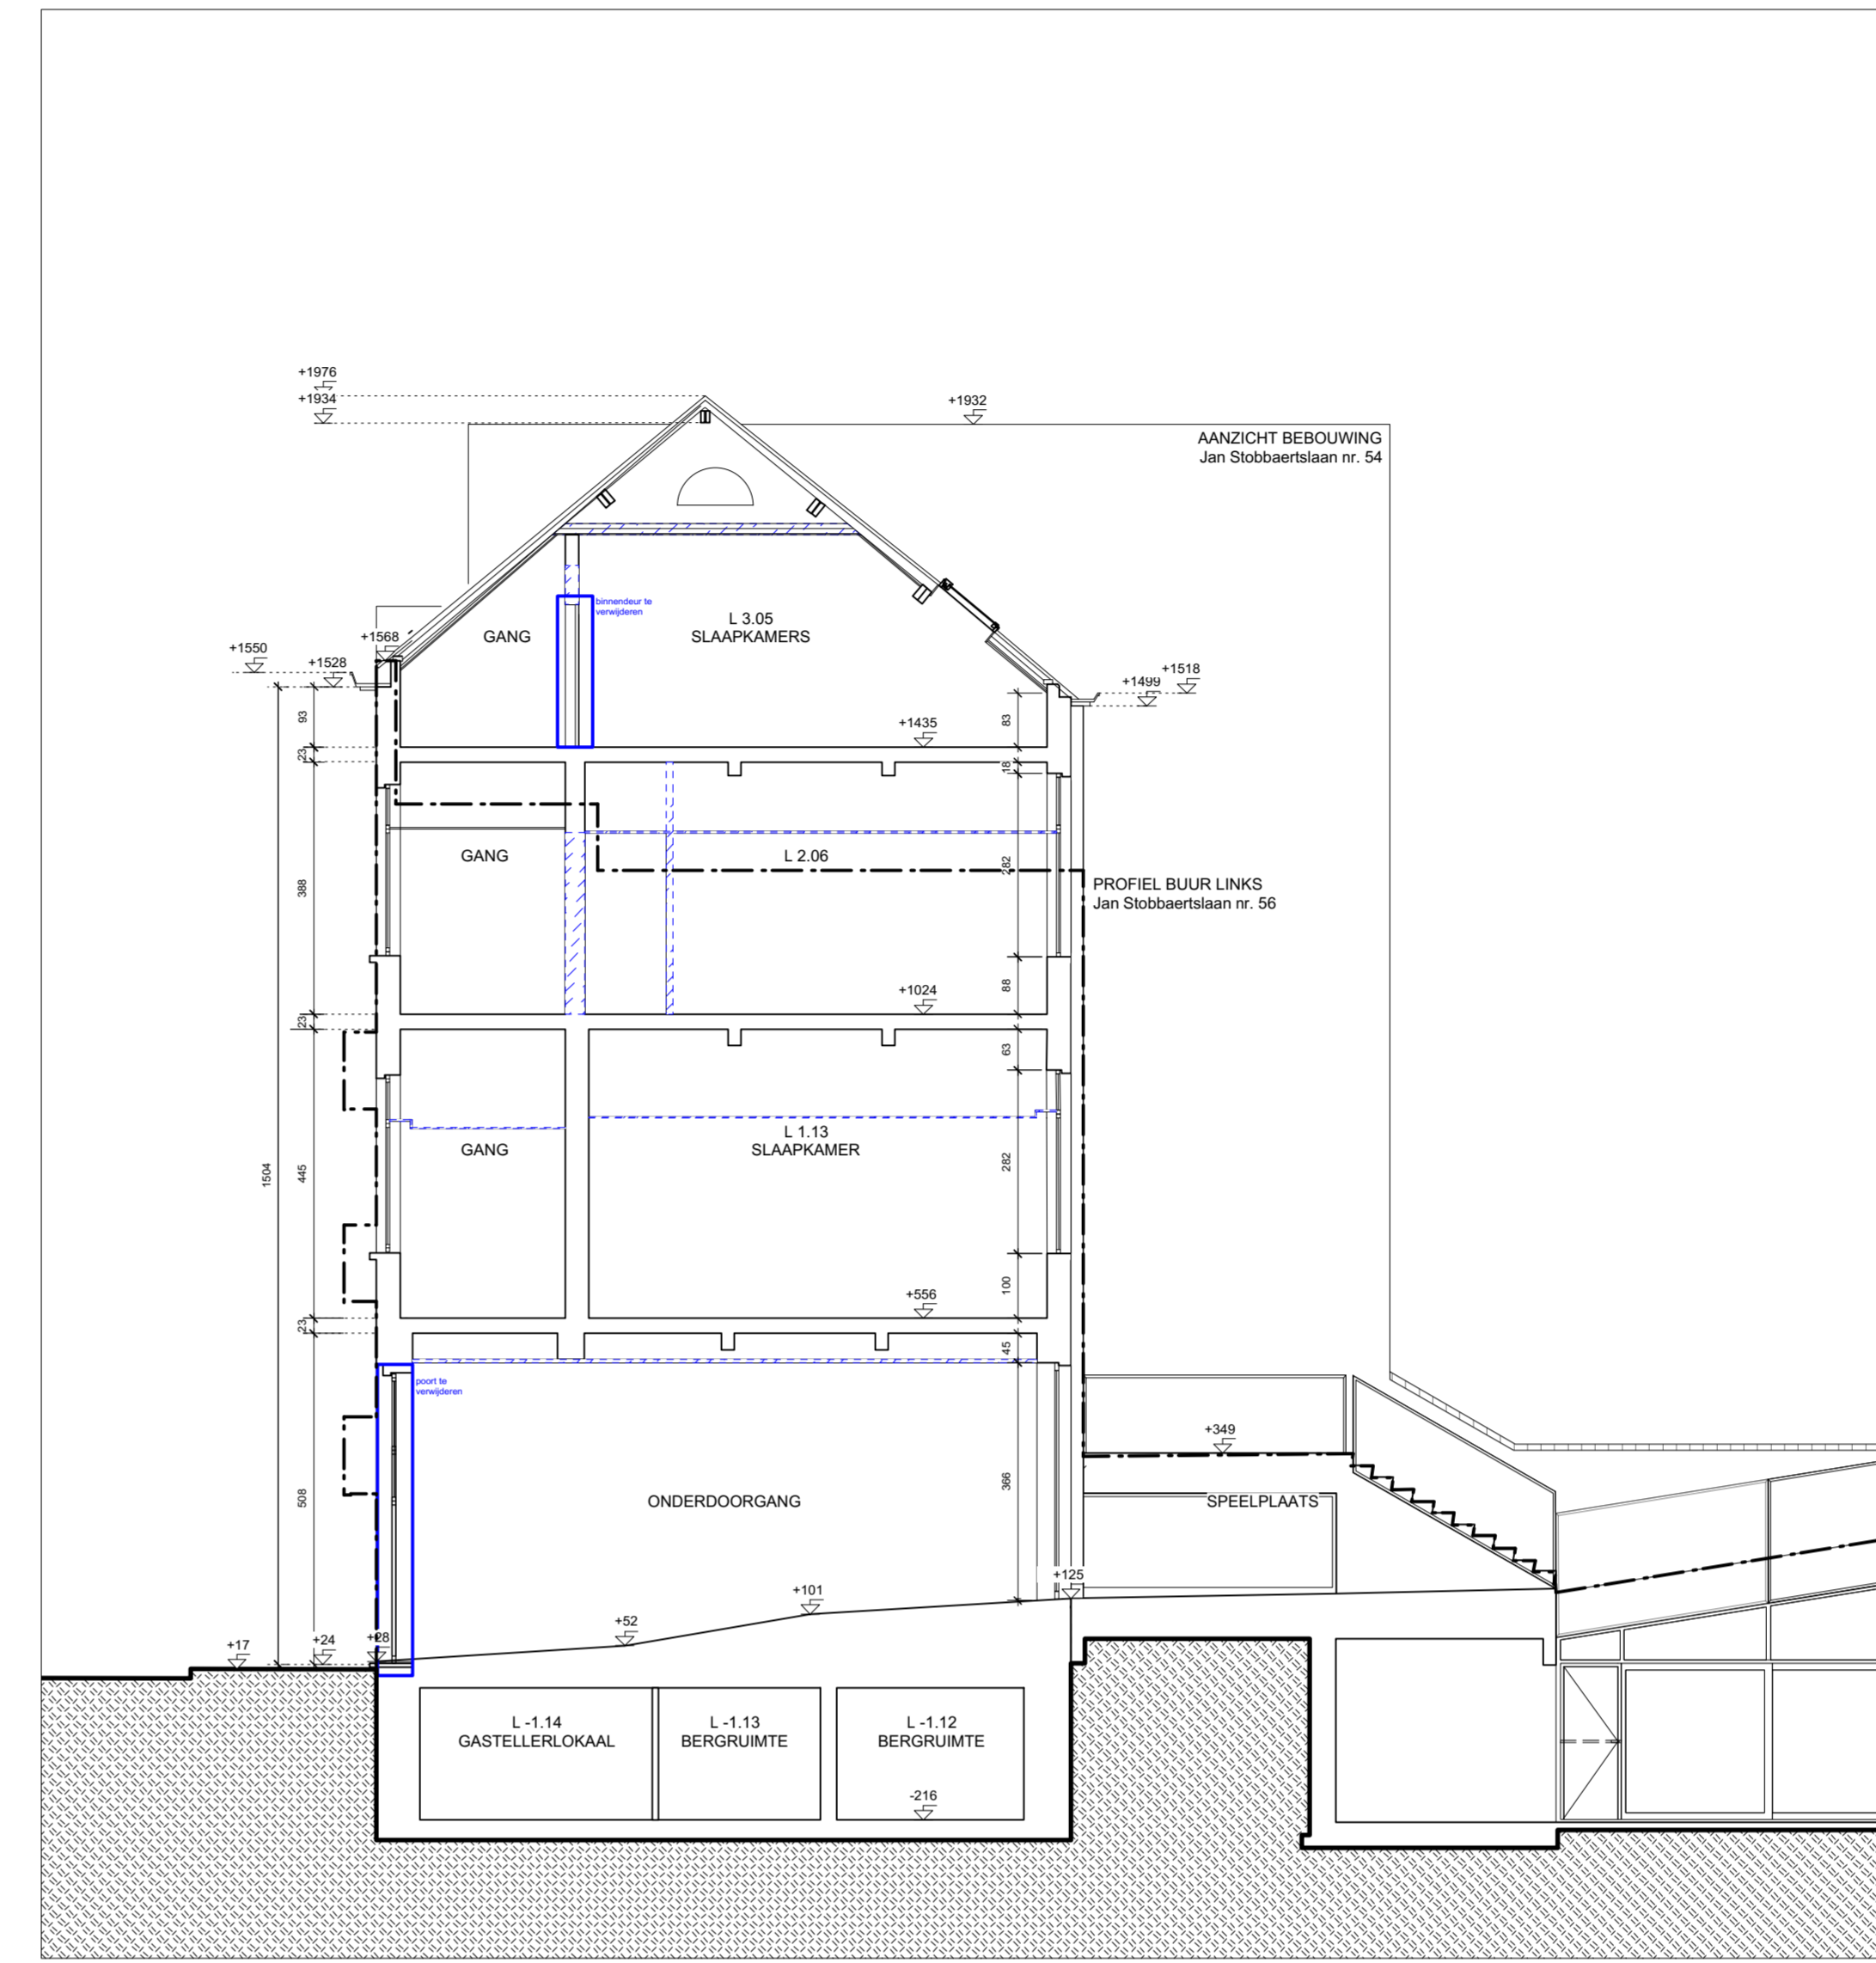 +1976
+1934
+1932
AANZICHT BEBOUWING
Jan Stobbaertslaan nr. 54
binnendeur te
verwijderen
L 3.05
SLAAPKAMERS
GANG
+1568
+1550
+1528
+1518
+1499
93
83
+1435
23
18
GANG
L 2.06
282
388
PROFIEL BUUR LINKS
Jan Stobbaertslaan nr. 56
88
+1024
23
63
L 1.13
SLAAPKAMER
GANG
282
445
1504
100
+556
23
45
poort te
verwijderen
+349
366
508
ONDERDOORGANG
SPEELPLAATS
+125
+101
+52
+28
+24
+17
L -1.14
GASTELLERLOKAAL
L -1.13
BERGRUIMTE
L -1.12
BERGRUIMTE
-216